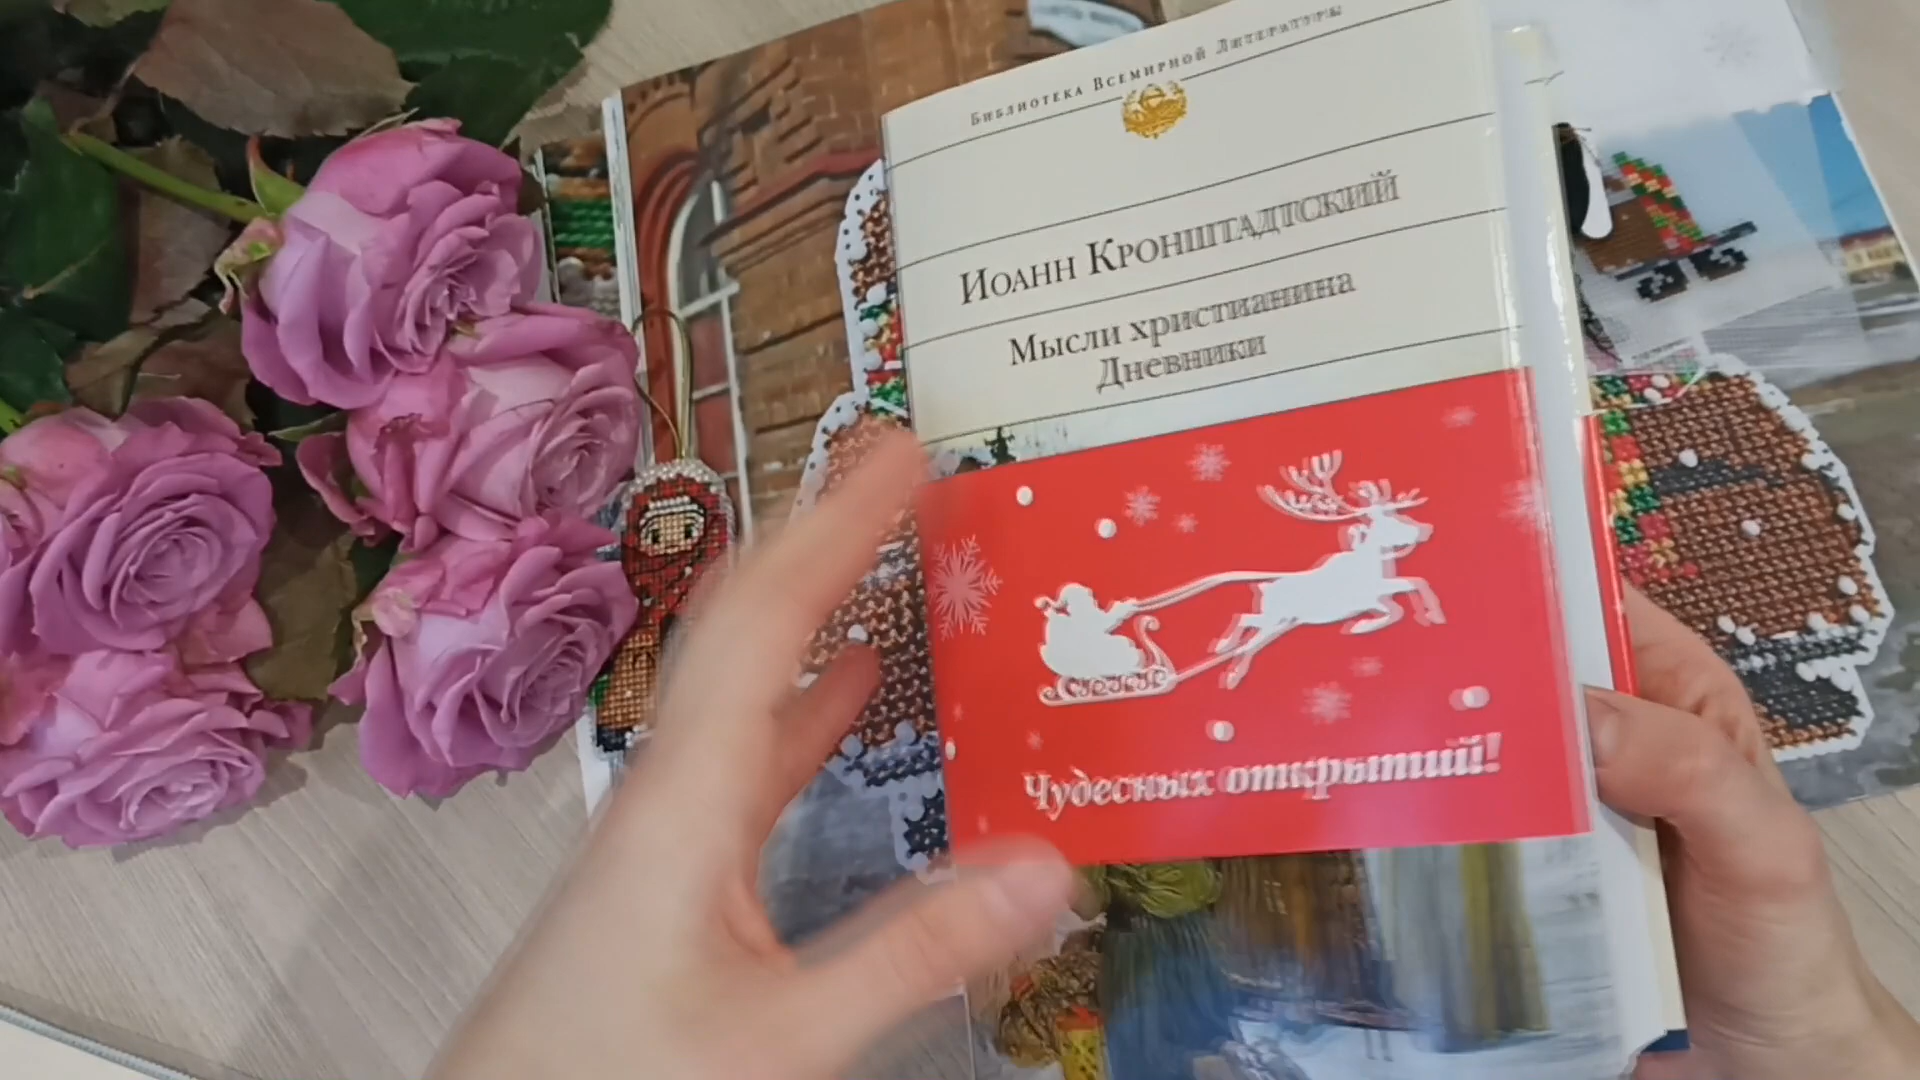 Библиотека Всемирной Литературы
Иоанн Кронштадтский
Мысли христианина
Дневники
Чудесных открытий!